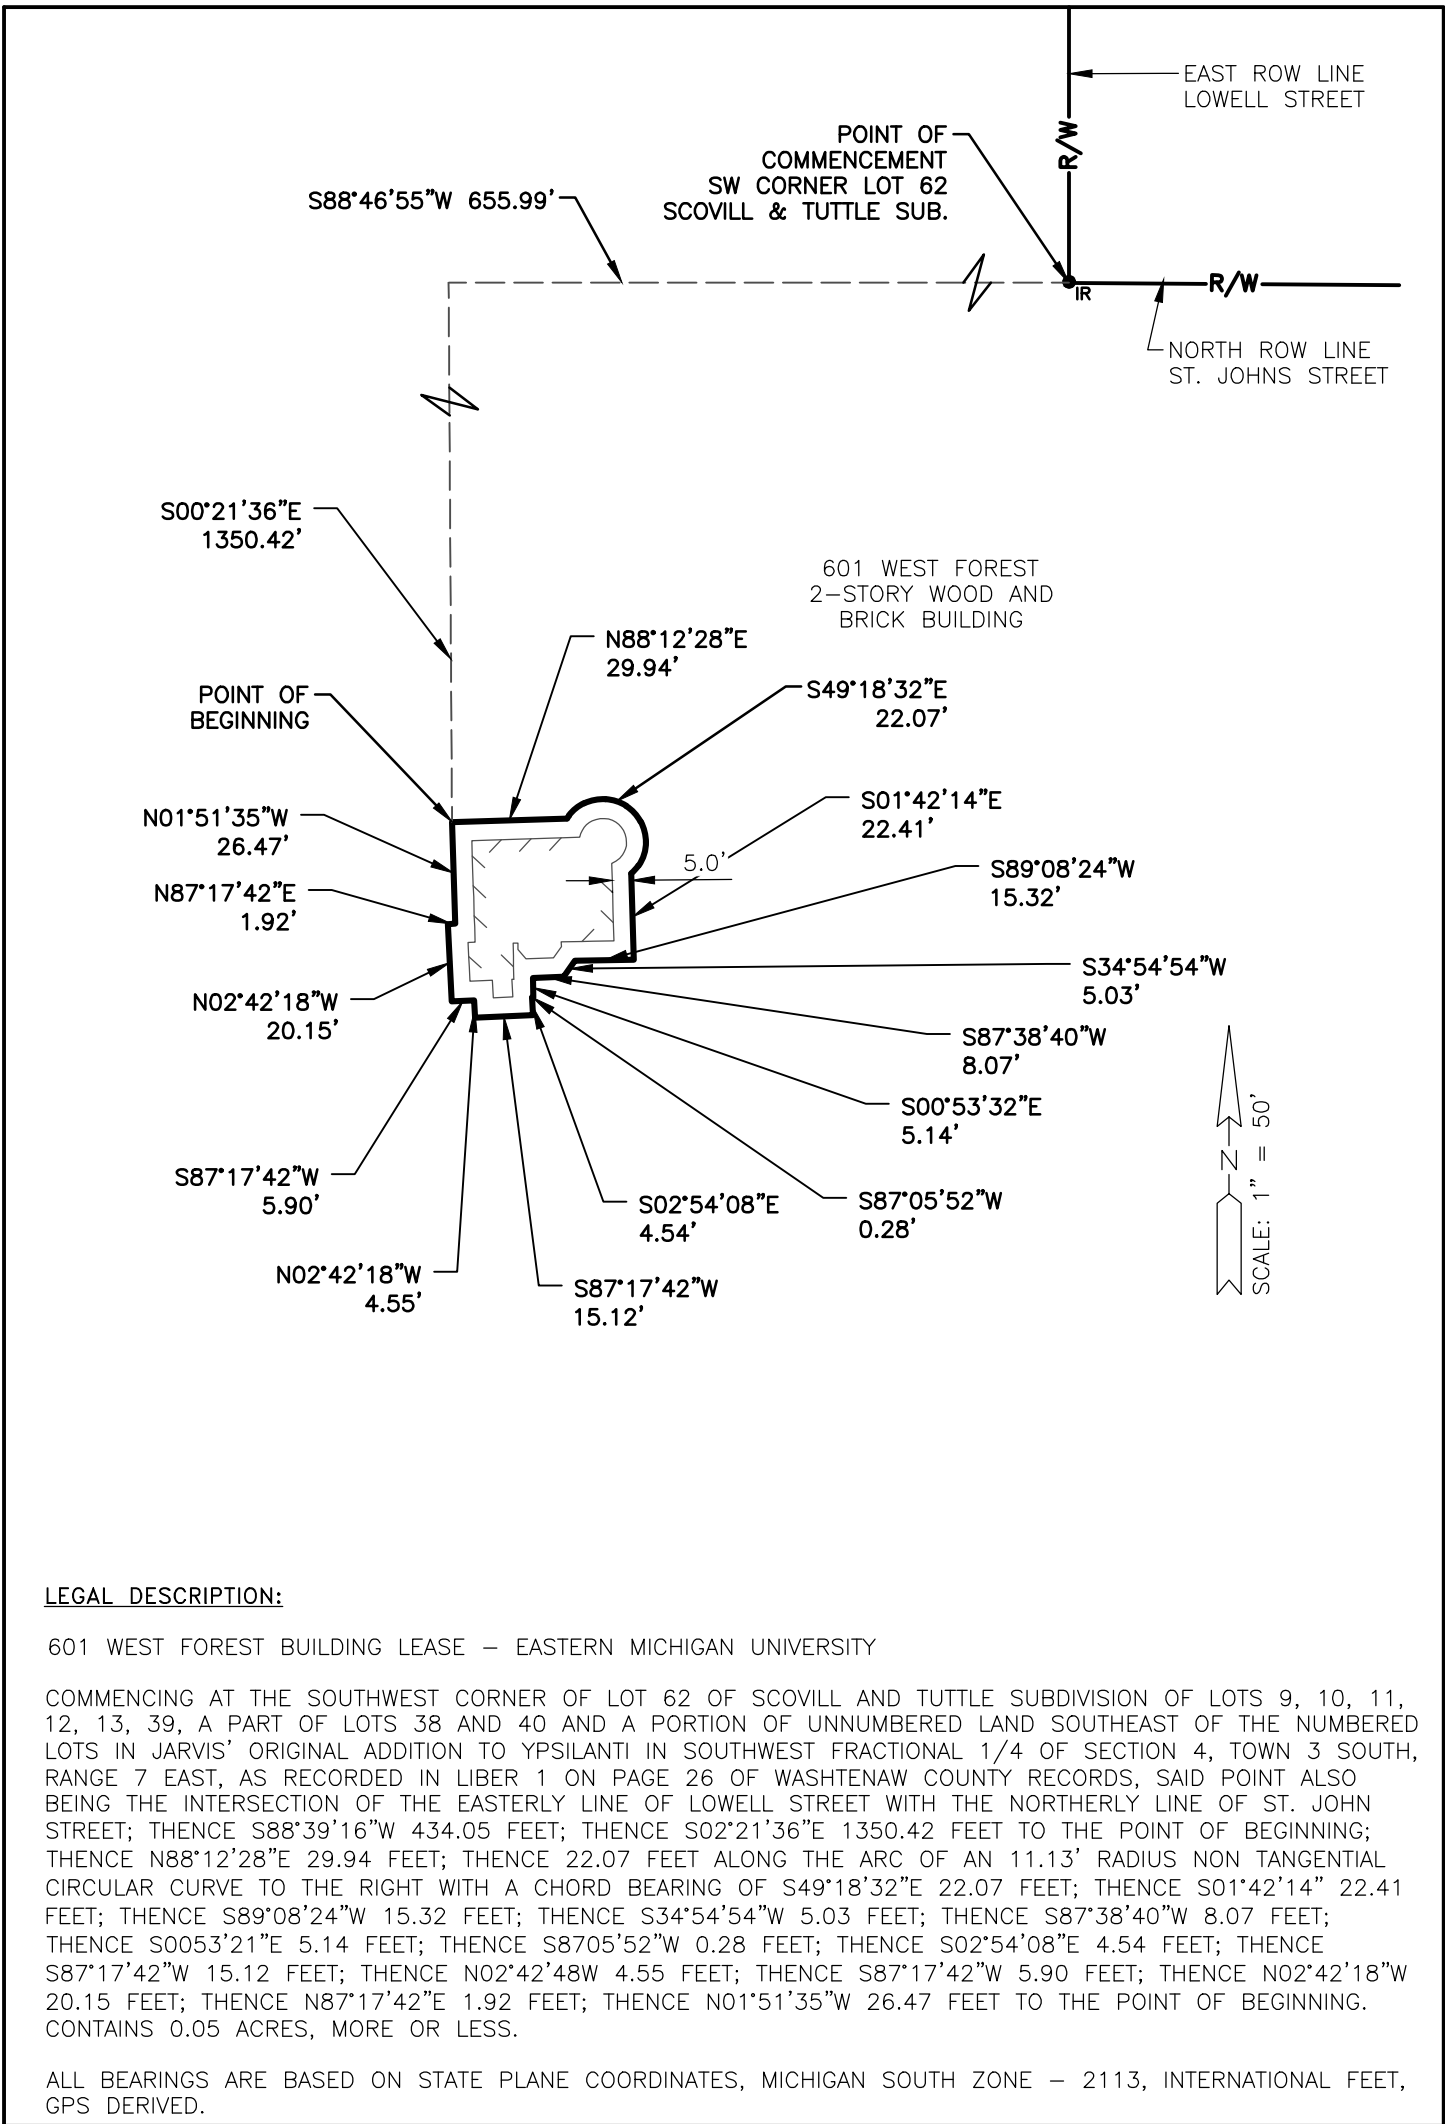 EAST ROW LINE
LOWELL STREET
R/W
POINT OF
COMMENCEMENT
SW CORNER LOT 62
SCOVILL & TUTTLE SUB.
S88°46'55"W 655.99'
IR
R/W
NORTH ROW LINE
ST. JOHNS STREET
S00°21'36"E
1350.42'
601 WEST FOREST
2-STORY WOOD AND
BRICK BUILDING
N88°12'28"E
29.94'
POINT OF
BEGINNING
S49°18'32"E
22.07'
N01°51'35"W
26.47'
S01°42'14"E
22.41'
5.0'
S89°08'24"W
15.32'
N87°17'42"E
1.92'
S34°54'54"W
5.03'
N02°42'18"W
20.15'
S87°38'40"W
8.07'
S00°53'32"E
5.14'
S87°17'42"W
5.90'
S02°54'08"E
4.54'
S87°05'52"W
0.28'
N02°42'18"W
4.55'
S87°17'42"W
15.12'
N
SCALE: 1" = 50'
LEGAL DESCRIPTION:
601 WEST FOREST BUILDING LEASE – EASTERN MICHIGAN UNIVERSITY
COMMENCING AT THE SOUTHWEST CORNER OF LOT 62 OF SCOVILL AND TUTTLE SUBDIVISION OF LOTS 9, 10, 11,
12, 13, 39, A PART OF LOTS 38 AND 40 AND A PORTION OF UNNUMBERED LAND SOUTHEAST OF THE NUMBERED
LOTS IN JARVIS' ORIGINAL ADDITION TO YPSILANTI IN SOUTHWEST FRACTIONAL 1/4 OF SECTION 4, TOWN 3 SOUTH,
RANGE 7 EAST, AS RECORDED IN LIBER 1 ON PAGE 26 OF WASHTENAW COUNTY RECORDS, SAID POINT ALSO
BEING THE INTERSECTION OF THE EASTERLY LINE OF LOWELL STREET WITH THE NORTHERLY LINE OF ST. JOHN
STREET; THENCE S88°39'16"W 434.05 FEET; THENCE S02°21'36"E 1350.42 FEET TO THE POINT OF BEGINNING;
THENCE N88°12'28"E 29.94 FEET; THENCE 22.07 FEET ALONG THE ARC OF AN 11.13' RADIUS NON TANGENTIAL
CIRCULAR CURVE TO THE RIGHT WITH A CHORD BEARING OF S49°18'32"E 22.07 FEET; THENCE S01°42'14" 22.41
FEET; THENCE S89°08'24"W 15.32 FEET; THENCE S34°54'54"W 5.03 FEET; THENCE S87°38'40"W 8.07 FEET;
THENCE S0053'21"E 5.14 FEET; THENCE S8705'52"W 0.28 FEET; THENCE S02°54'08"E 4.54 FEET; THENCE
S87°17'42"W 15.12 FEET; THENCE N02°42'48W 4.55 FEET; THENCE S87°17'42"W 5.90 FEET; THENCE N02°42'18"W
20.15 FEET; THENCE N87°17'42"E 1.92 FEET; THENCE N01°51'35"W 26.47 FEET TO THE POINT OF BEGINNING.
CONTAINS 0.05 ACRES, MORE OR LESS.
ALL BEARINGS ARE BASED ON STATE PLANE COORDINATES, MICHIGAN SOUTH ZONE – 2113, INTERNATIONAL FEET,
GPS DERIVED.